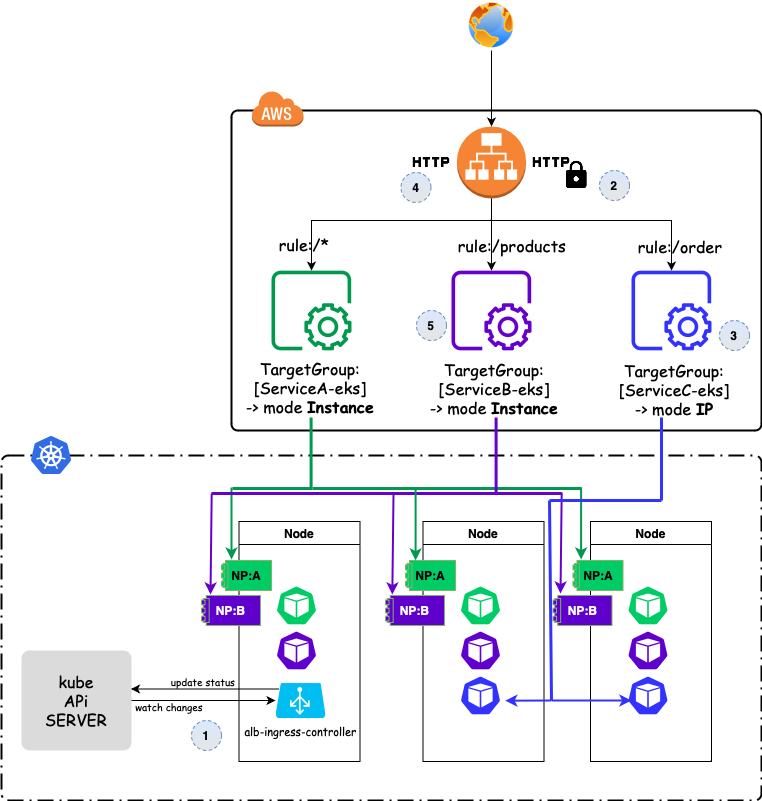 AWS
HTTP
HTTP
4
2
rule:/*
rule:/products
rule:/order
5
3
TargetGroup:
[ServiceA-eks]
-> mode Instance
TargetGroup:
[ServiceB-eks]
-> mode Instance
TargetGroup:
[ServiceC-eks]
-> mode IP
Node
Node
Node
NP:A
NP:A
NP:A
NP:B
NP:B
NP:B
kube
APi
SERVER
update status
watch changes
1
alb-ingress-controller